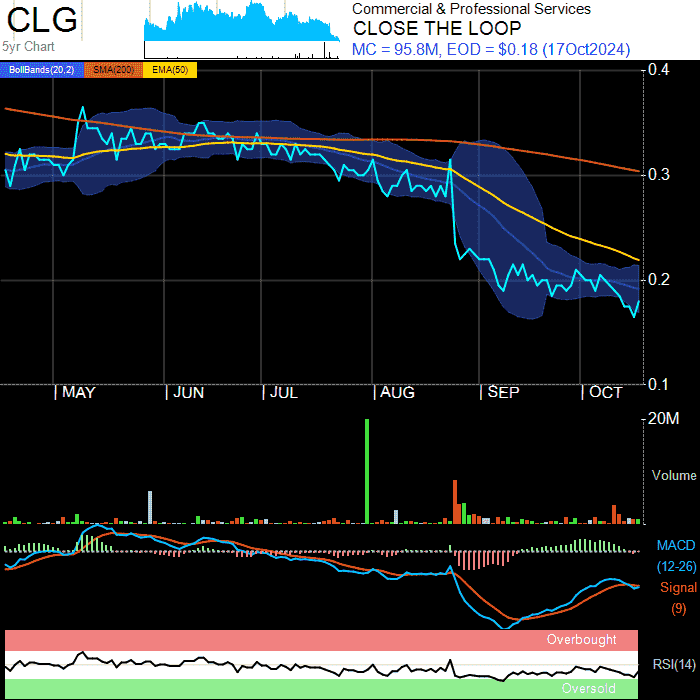 CLG
5yr Chart
Commercial & Professional Services
CLOSE THE LOOP
MC = 95.8M, EOD = $0.18 (17Oct2024)
BollBands(20,2) SMA(200) EMA(50)
0.4
0.3
0.2
0.1
MAY JUN JUL AUG SEP OCT
20M
Volume
MACD
(12-26)
Signal
(9)
Overbought
RSI(14)
Oversold